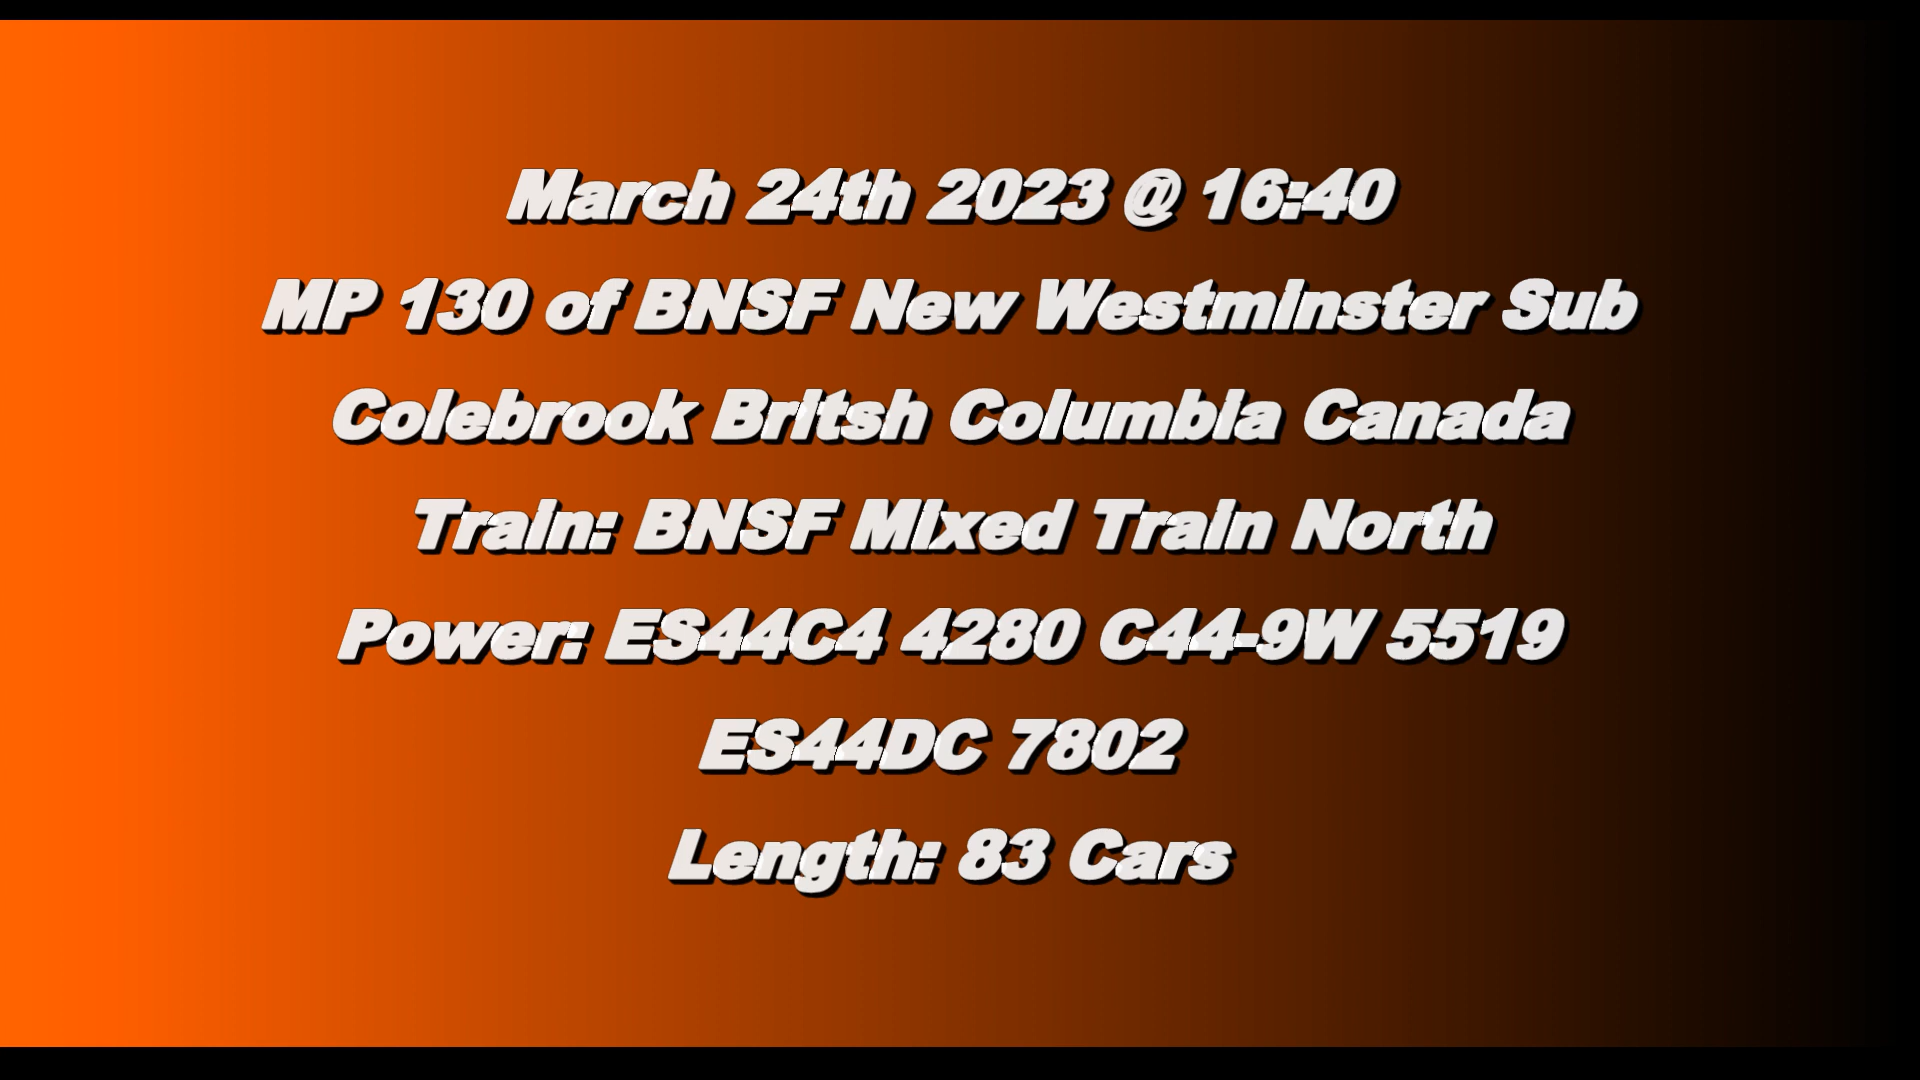 March 24th 2023 @ 16:40
MP 130 of BNSF New Westminster Sub
Colebrook Britsh Columbia Canada
Train: BNSF Mixed Train North
Power: ES44C4 4280 C44-9W 5519
ES44DC 7802
Length: 83 Cars